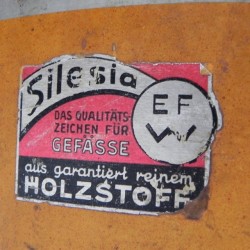 Silesia
EF
W
DAS QUALITÄTS-
ZEICHEN FÜR
GEFÄSSE
aus garantiert reinem
HOLZSTOFF